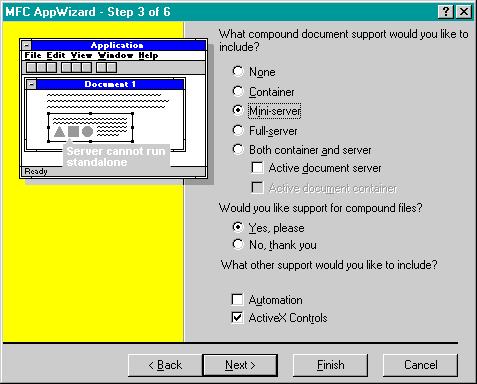 MFC AppWizard - Step 3 of 6
Application
File Edit View Window Help
Document 1
Server cannot run
standalone
Ready
What compound document support would you like to
include?
None
Container
Mini-server
Full-server
Both container and server
Active document server
Active document container
Would you like support for compound files?
Yes, please
No, thank you
What other support would you like to include?
Automation
ActiveX Controls
< Back
Next >
Finish
Cancel